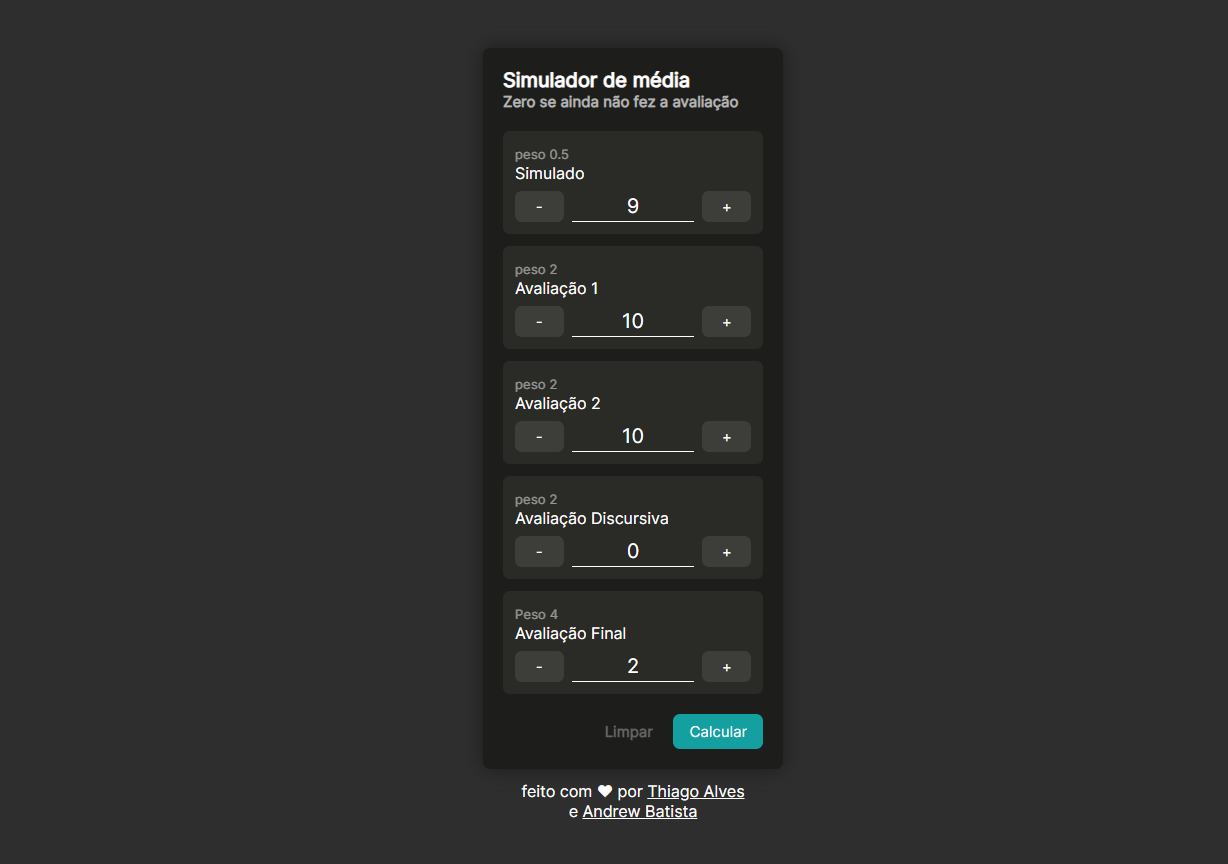 Simulador de média
Zero se ainda não fez a avaliação
peso 0.5
Simulado
- 9 +
peso 2
Avaliação 1
- 10 +
peso 2
Avaliação 2
- 10 +
peso 2
Avaliação Discursiva
- 0 +
Peso 4
Avaliação Final
- 2 +
Limpar Calcular
feito com ♥ por Thiago Alves
e Andrew Batista